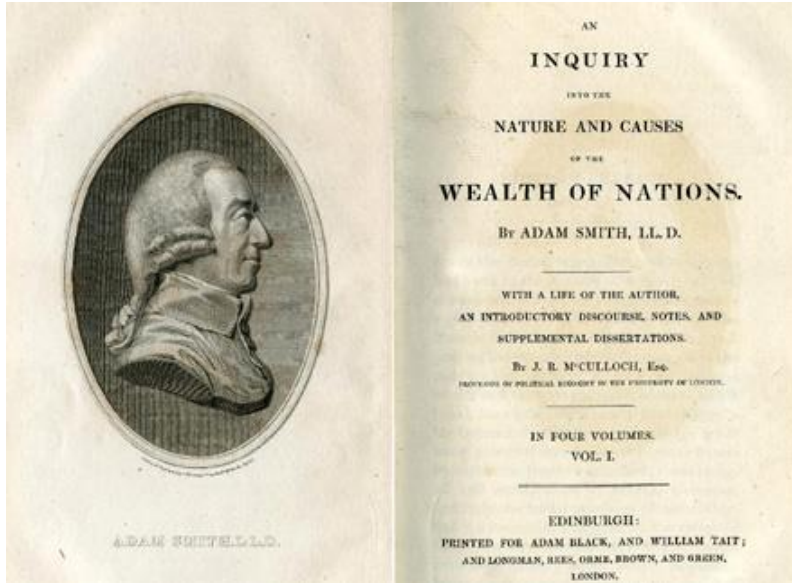 ADAM SMITH. L.L.D.
AN
INQUIRY
INTO THE
NATURE AND CAUSES
OF THE
WEALTH OF NATIONS.
BY ADAM SMITH, LL. D.
WITH A LIFE OF THE AUTHOR,
AN INTRODUCTORY DISCOURSE, NOTES, AND
SUPPLEMENTAL DISSERTATIONS.
BY J. R. M‘CULLOCH, ESQ.
PROFESSOR OF POLITICAL ECONOMY IN THE UNIVERSITY OF LONDON.
IN FOUR VOLUMES.
VOL. I.
EDINBURGH:
PRINTED FOR ADAM BLACK, AND WILLIAM TAIT;
AND LONGMAN, REES, ORME, BROWN, AND GREEN,
LONDON.